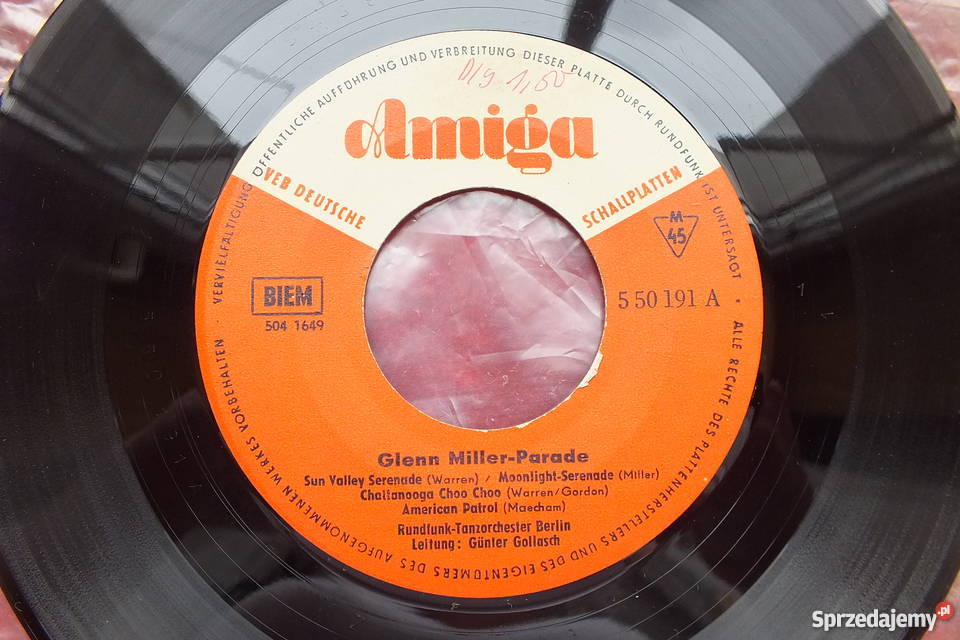 ALLE RECHTE DES PLATTENHERSTELLERS UND DES EIGENTÜMERS DES AUFGENOMMENEN WERKES VORBEHALTEN · VERVIELFÄLTIGUNG, ÖFFENTLICHE AUFFÜHRUNG UND VERBREITUNG DIESER PLATTE DURCH RUNDFUNK IST UNTERSAGT ·
1,60
Amiga
VEB DEUTSCHE SCHALLPLATTEN
M
45
BIEM
504 1649
5 50 191 A
Glenn Miller-Parade
Sun Valley Serenade (Warren) / Moonlight-Serenade (Miller)
Chattanooga Choo Choo (Warren/Gordon)
American Patrol (Maecham)
Rundfunk-Tanzorchester Berlin
Leitung: Günter Gollasch
Sprzedajemy.pl